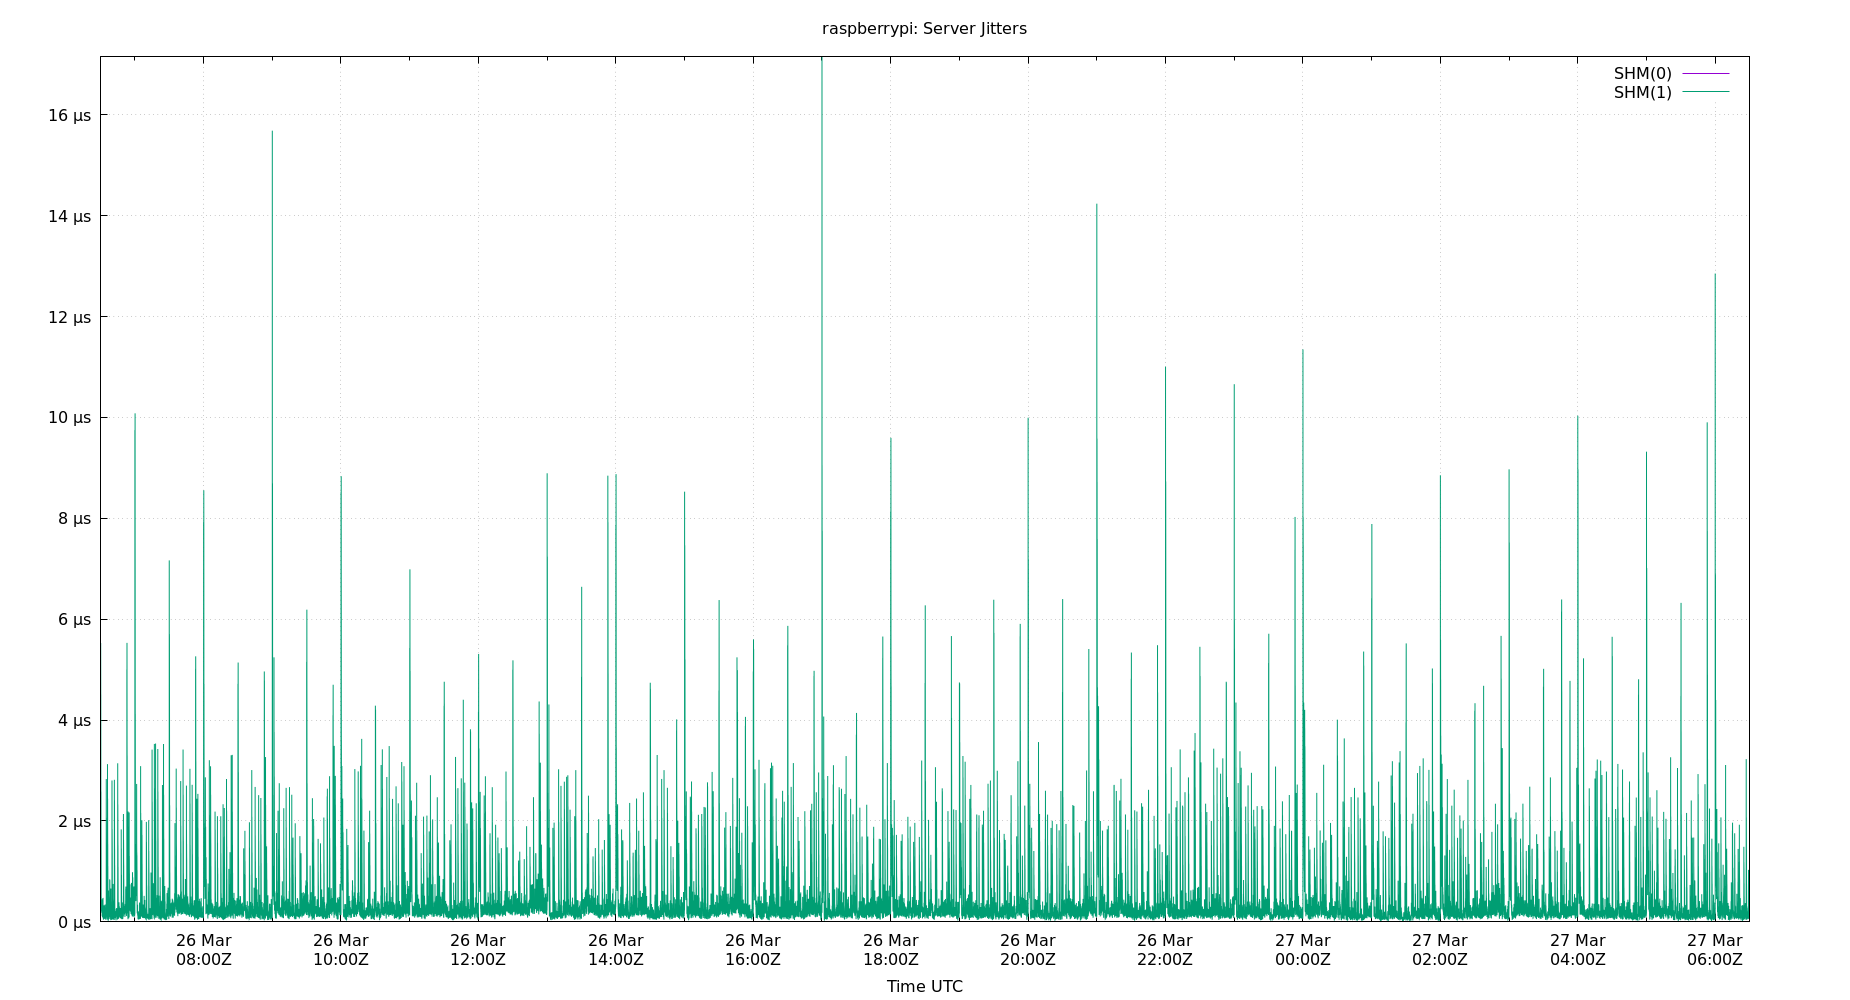 raspberrypi: Server Jitters
SHM(0)
SHM(1)
16 µs
14 µs
12 µs
10 µs
8 µs
6 µs
4 µs
2 µs
0 µs
26 Mar 26 Mar 26 Mar 26 Mar 26 Mar 26 Mar 26 Mar 26 Mar 27 Mar 27 Mar 27 Mar 27 Mar
08:00Z 10:00Z 12:00Z 14:00Z 16:00Z 18:00Z 20:00Z 22:00Z 00:00Z 02:00Z 04:00Z 06:00Z
Time UTC